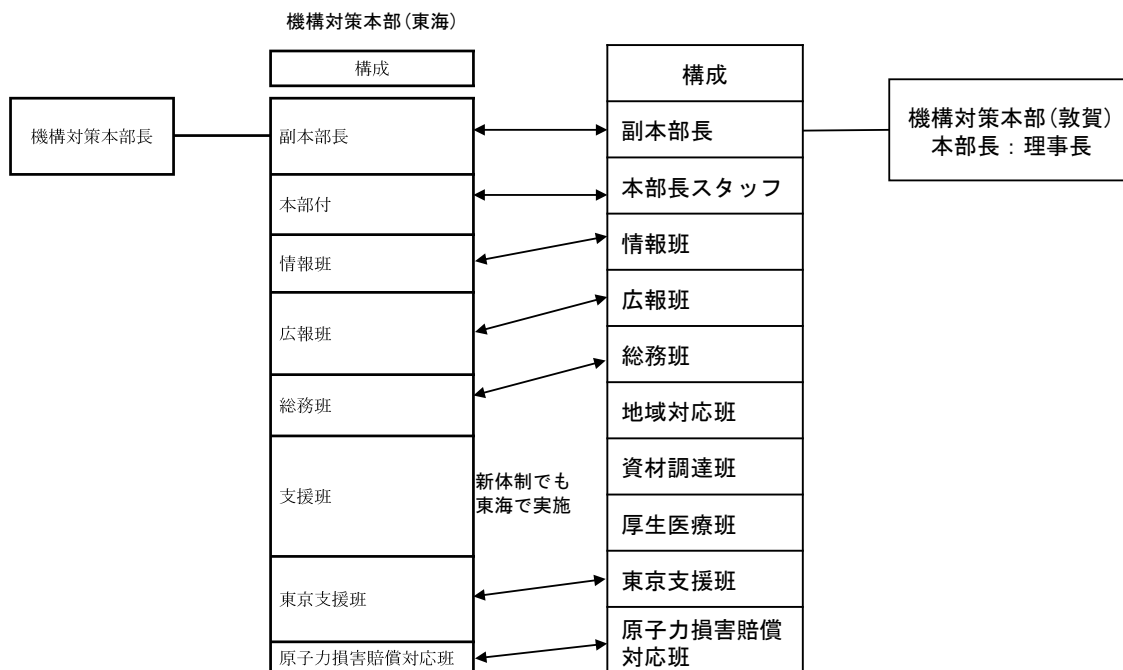 機構対策本部(東海)
構成
機構対策本部長
副本部長
本部付
情報班
広報班
総務班
支援班
東京支援班
原子力損害賠償対応班
新体制でも
東海で実施
構成
副本部長
本部長スタッフ
情報班
広報班
総務班
地域対応班
資材調達班
厚生医療班
東京支援班
原子力損害賠償
対応班
機構対策本部(敦賀)
本部長：理事長